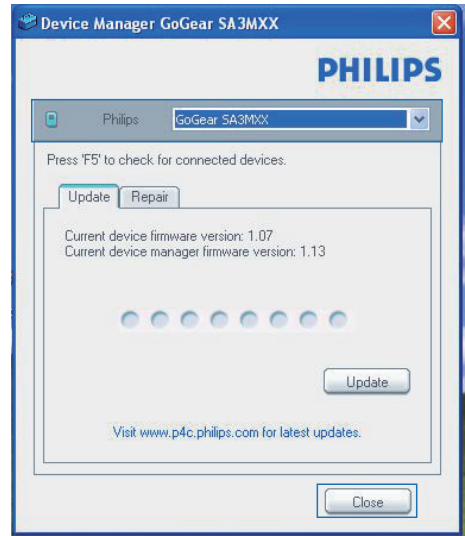 Device Manager GoGear SA3MXX
PHILIPS
Philips GoGear SA3MXX
Press 'F5' to check for connected devices.
Update Repair
Current device firmware version: 1.07
Current device manager firmware version: 1.13
Update
Visit www.p4c.philips.com for latest updates.
Close